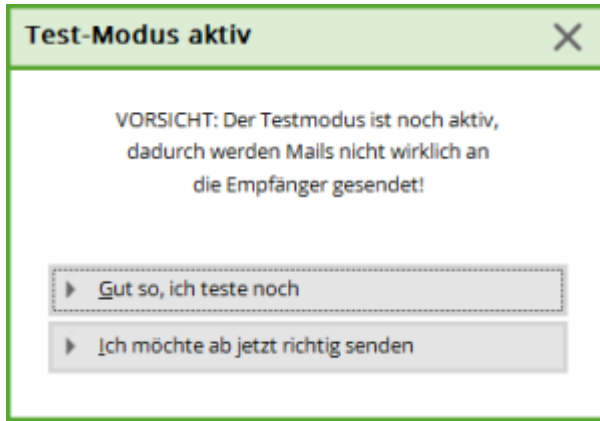 Test-Modus aktiv
VORSICHT: Der Testmodus ist noch aktiv,
dadurch werden Mails nicht wirklich an
die Empfänger gesendet!
Gut so, ich teste noch
Ich möchte ab jetzt richtig senden